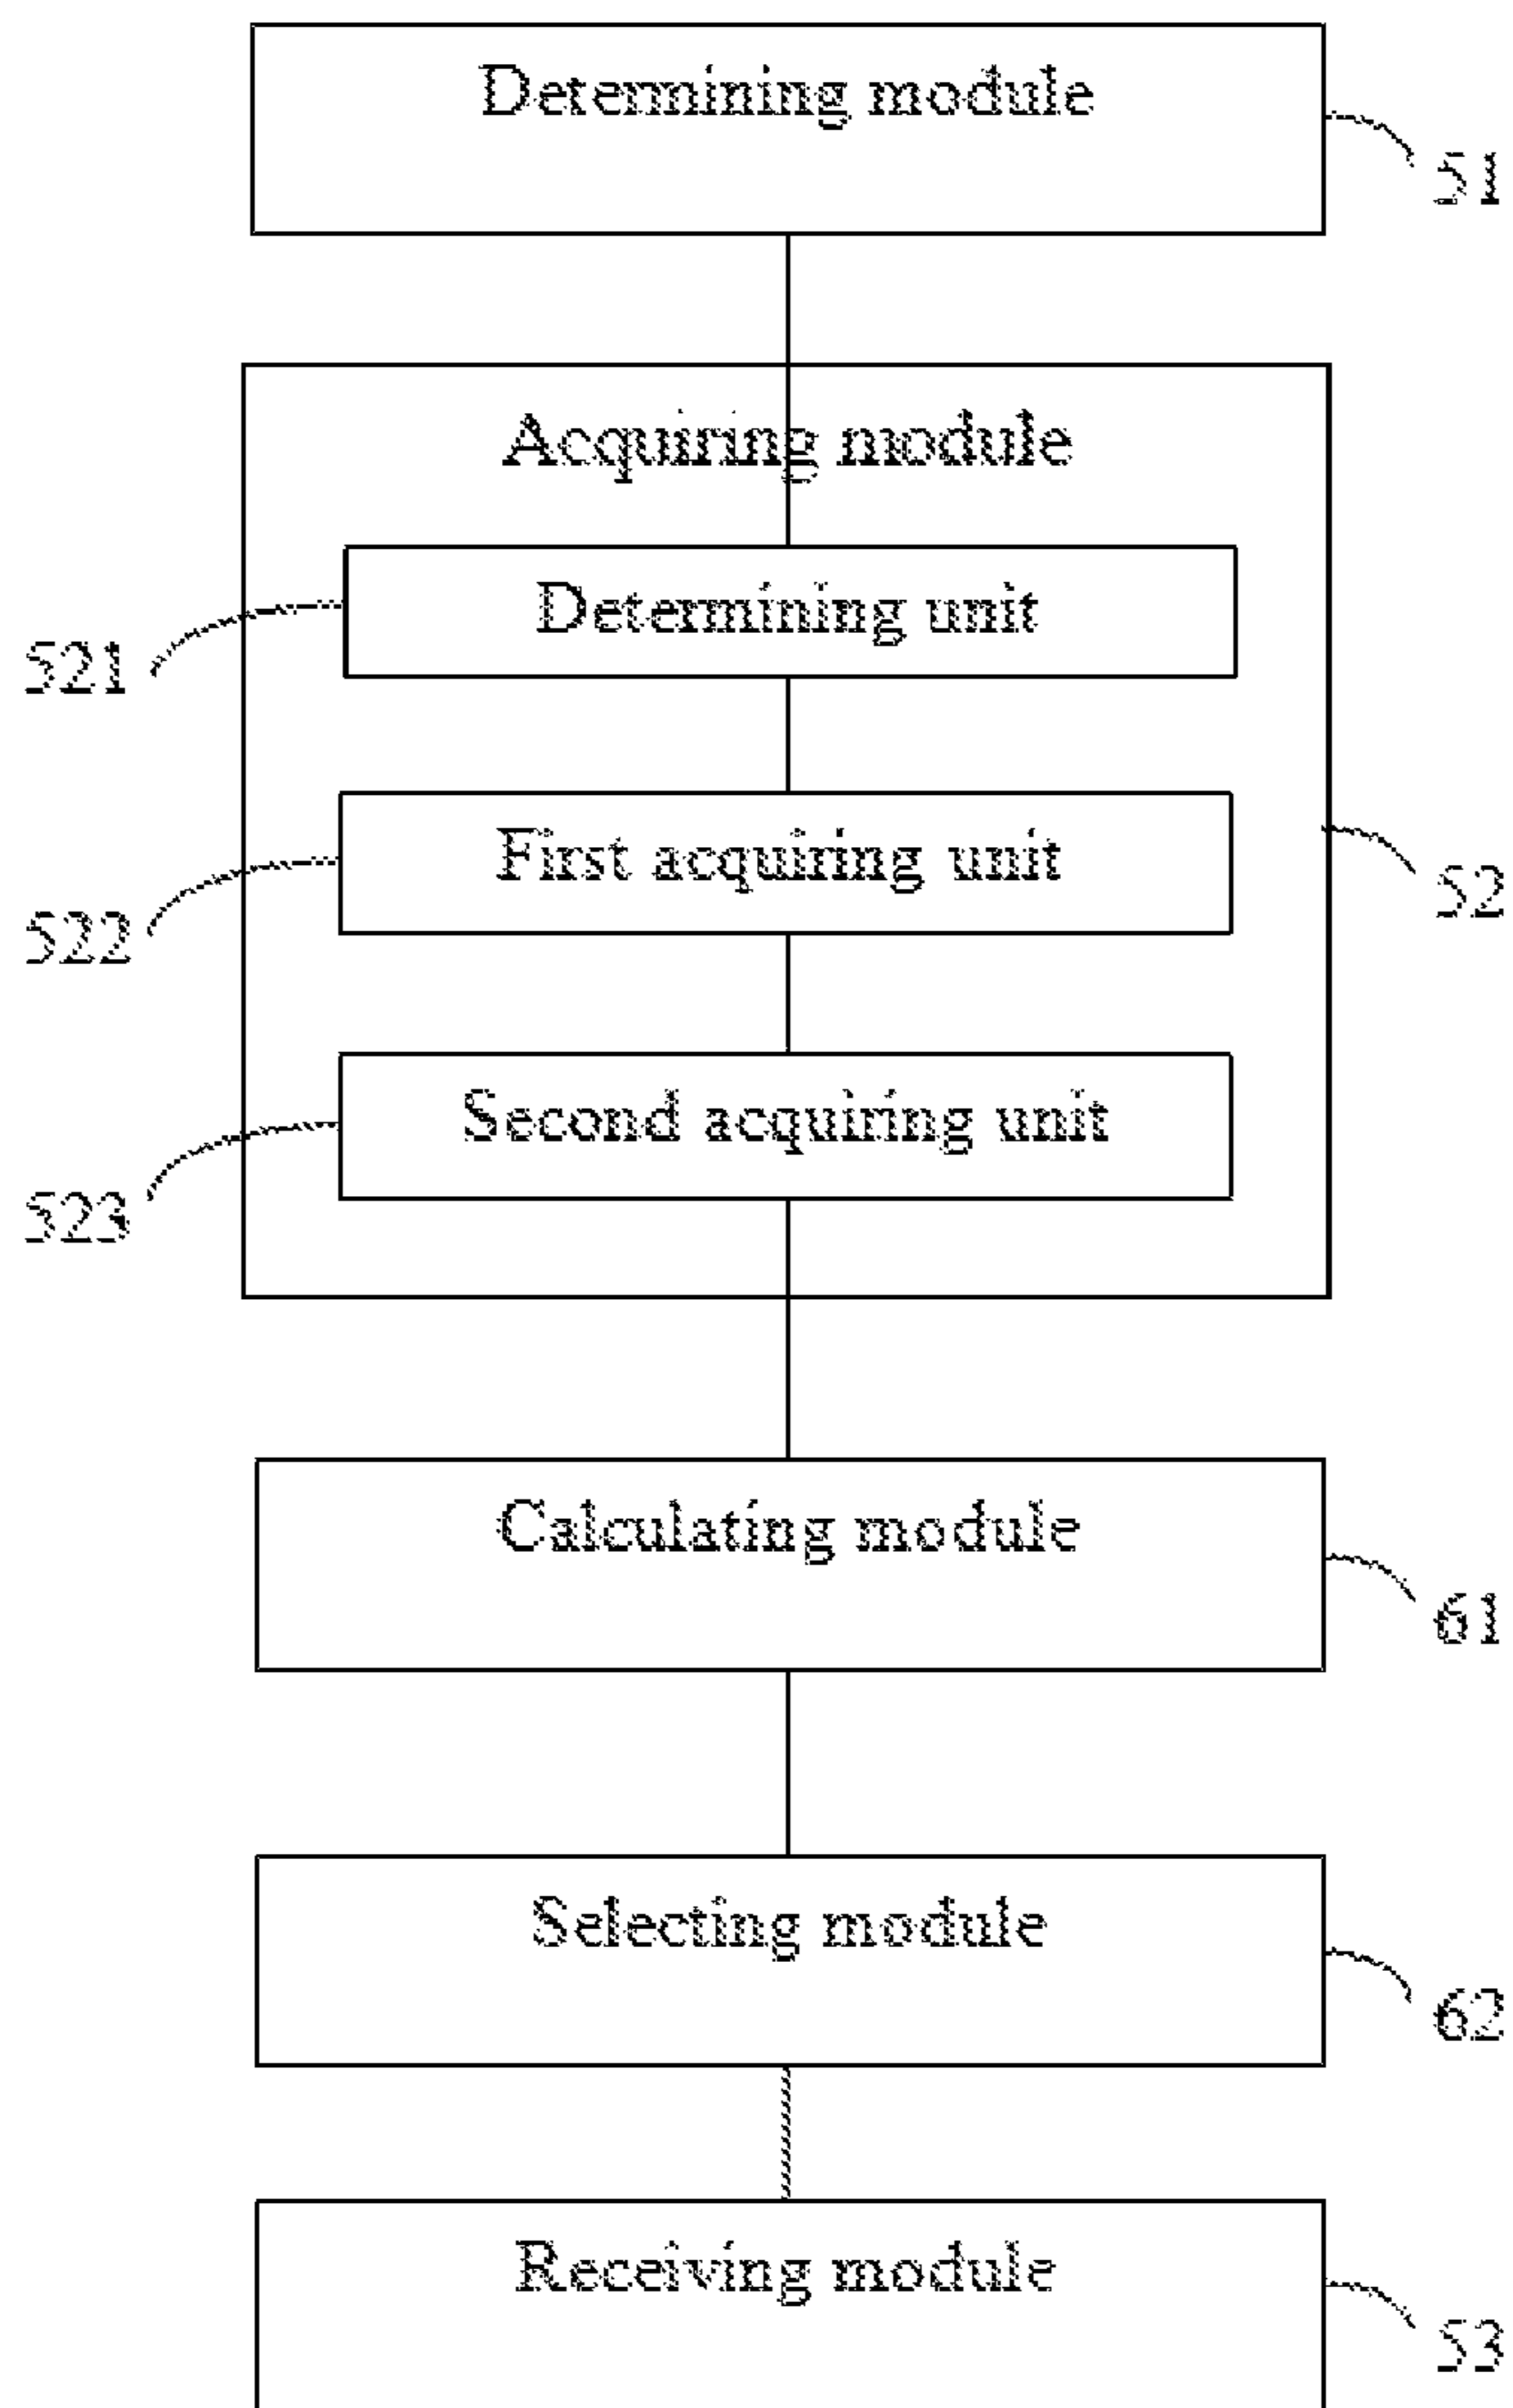 Determining module
51
Acquiring module
Determining unit
521
First acquiring unit
52
522
Second acquiring unit
523
Calculating module
61
Selecting module
62
Receiving module
53